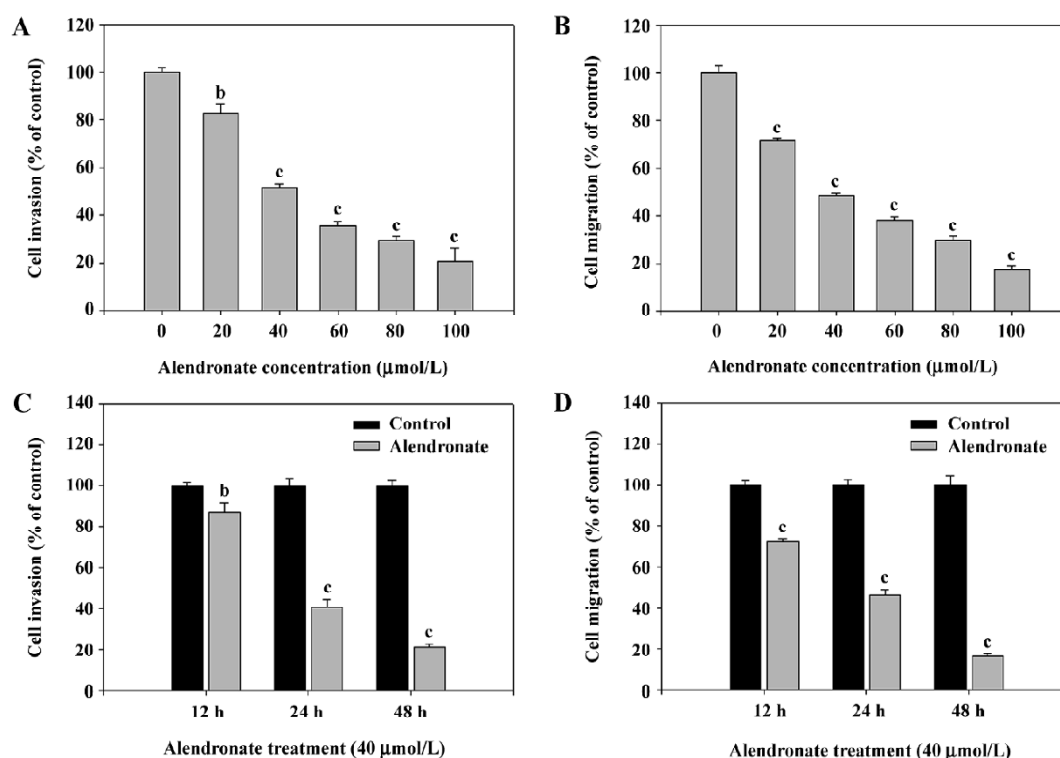 A
Cell invasion (% of control)
120
100
80
60
40
20
0
b
c
c
c
c
0 20 40 60 80 100
Alendronate concentration (μmol/L)
B
Cell migration (% of control)
120
100
80
60
40
20
0
c
c
c
c
c
0 20 40 60 80 100
Alendronate concentration (μmol/L)
C
Cell invasion (% of control)
140
120
100
80
60
40
20
0
Control
Alendronate
b
c
c
12 h 24 h 48 h
Alendronate treatment (40 μmol/L)
D
Cell migration (% of control)
140
120
100
80
60
40
20
0
Control
Alendronate
c
c
c
12 h 24 h 48 h
Alendronate treatment (40 μmol/L)